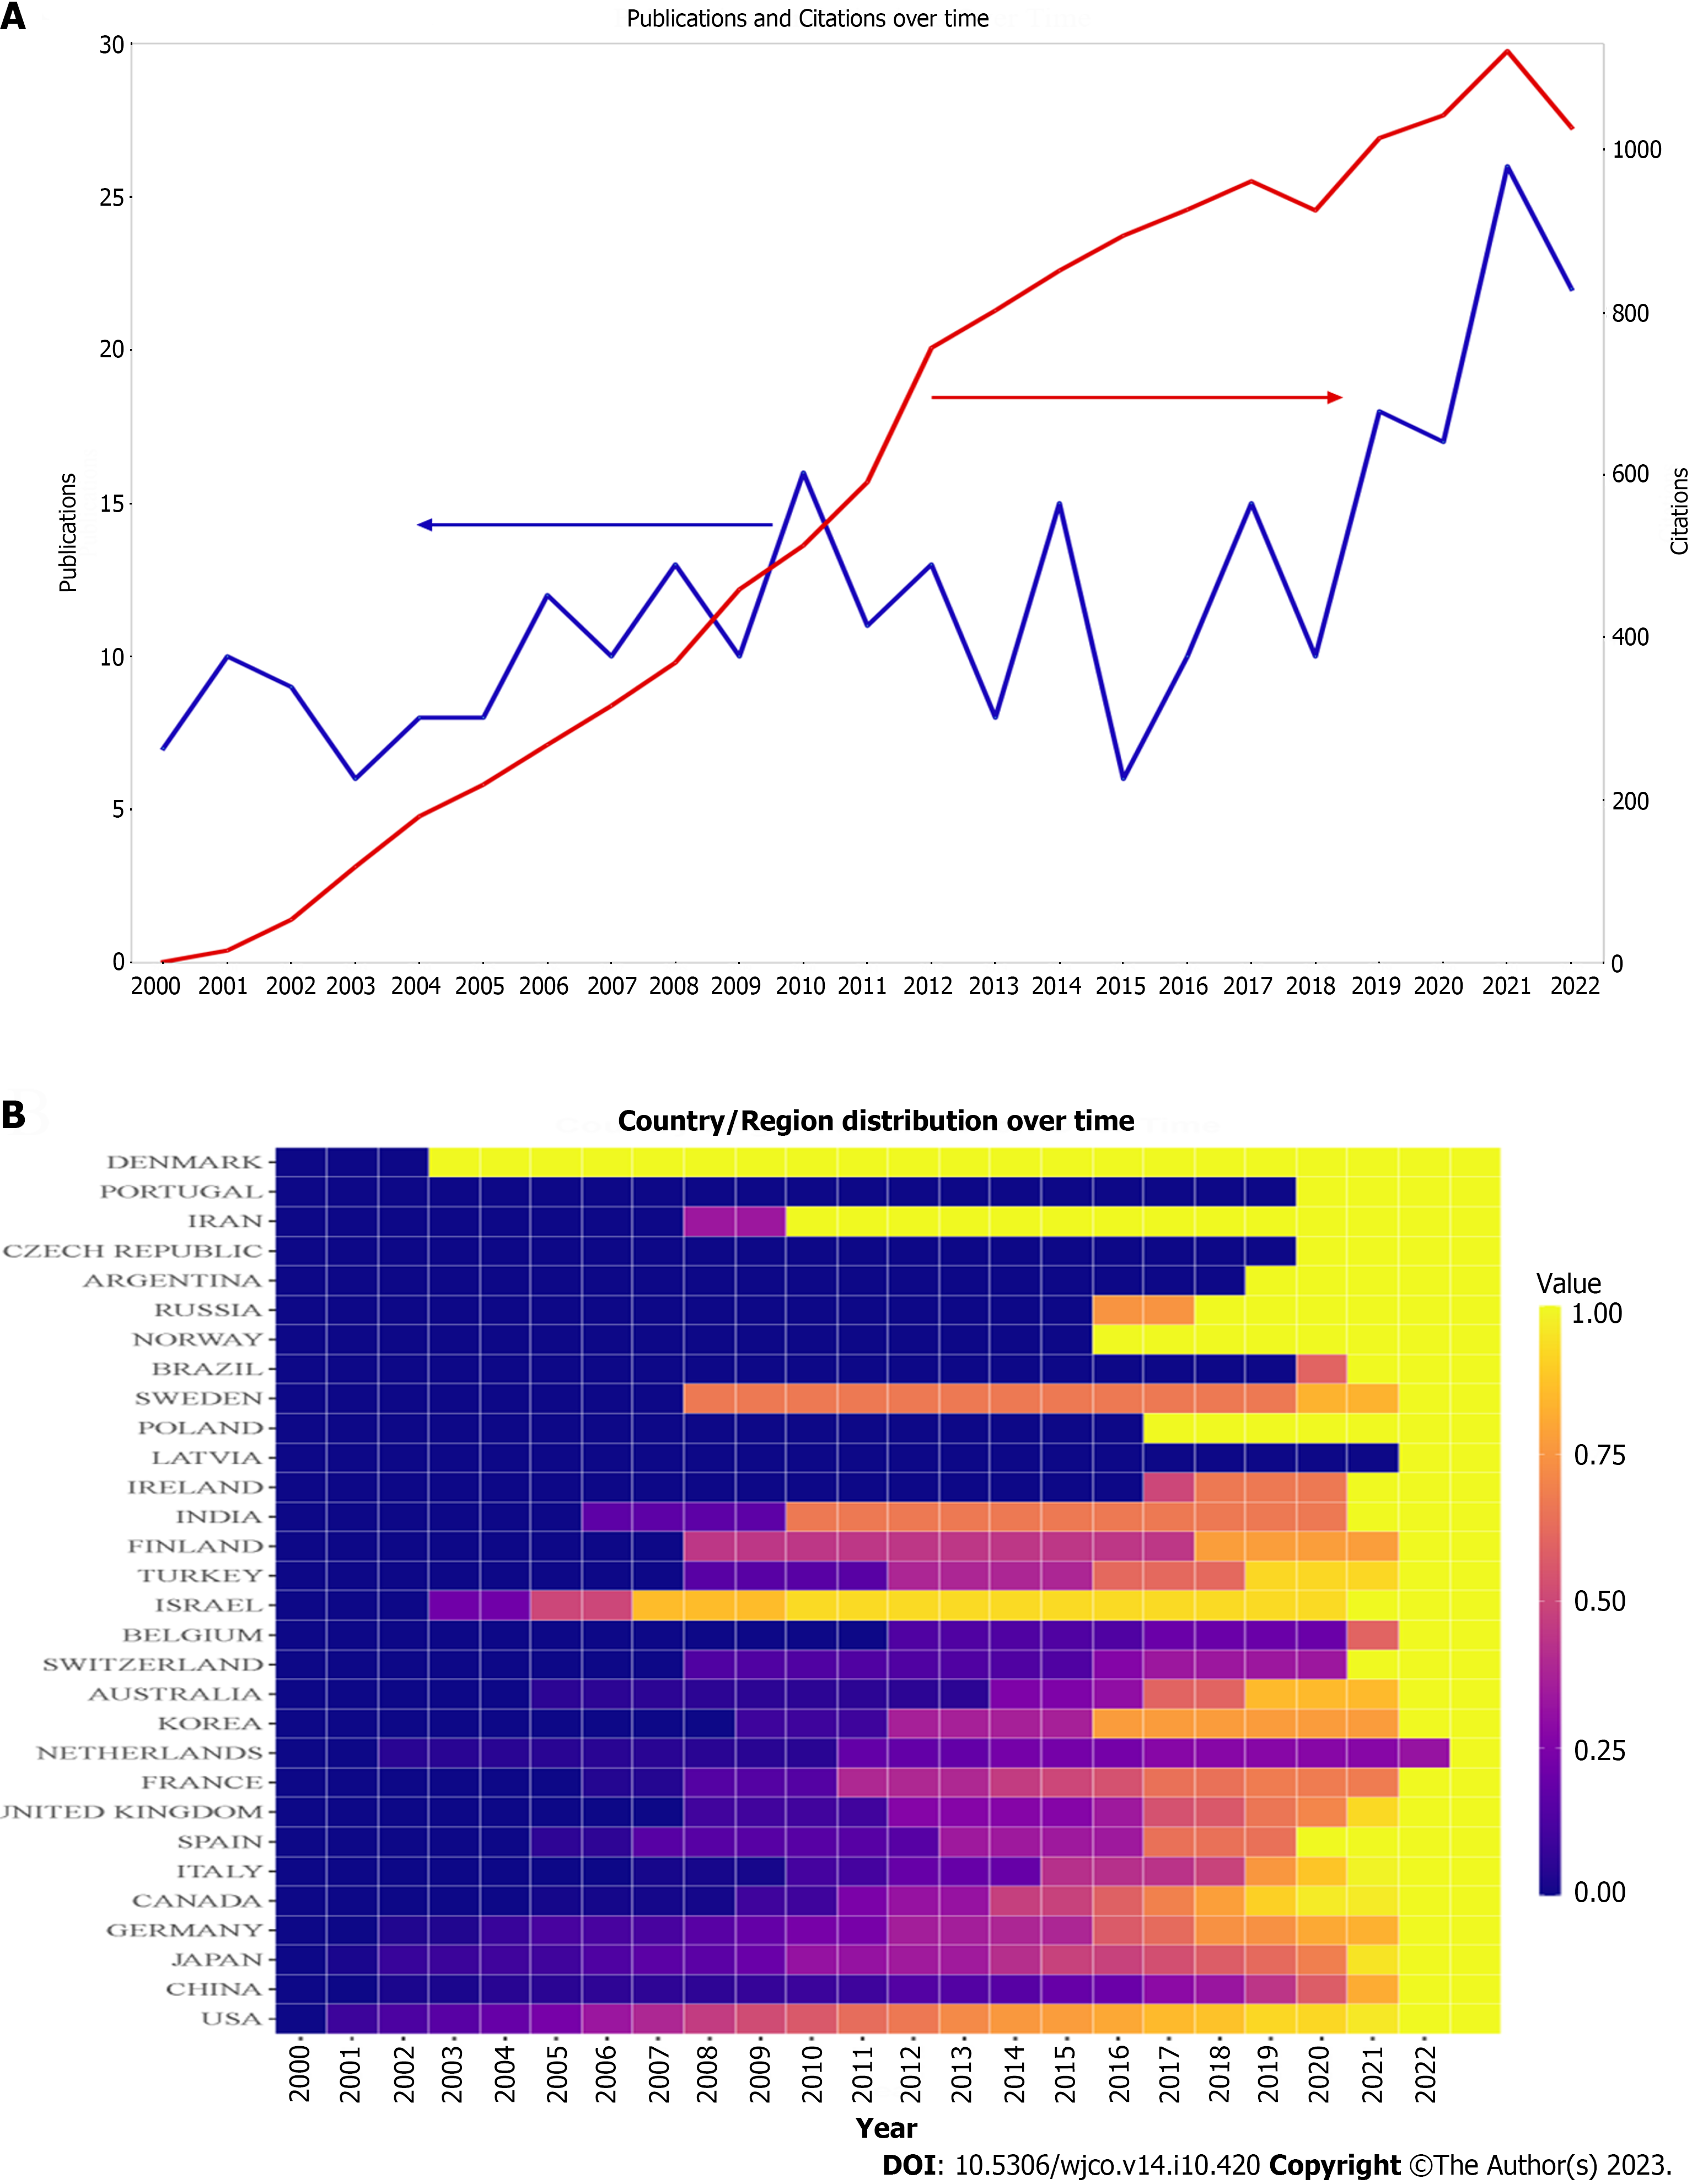 A
Publications and Citations over time
30
25
20
15
10
5
0
Publications
1000
800
600
400
200
0
Citations
2000 2001 2002 2003 2004 2005 2006 2007 2008 2009 2010 2011 2012 2013 2014 2015 2016 2017 2018 2019 2020 2021 2022
B
Country/Region distribution over time
DENMARK
PORTUGAL
IRAN
CZECH REPUBLIC
ARGENTINA
RUSSIA
NORWAY
BRAZIL
SWEDEN
POLAND
LATVIA
IRELAND
INDIA
FINLAND
TURKEY
ISRAEL
BELGIUM
SWITZERLAND
AUSTRALIA
KOREA
NETHERLANDS
FRANCE
UNITED KINGDOM
SPAIN
ITALY
CANADA
GERMANY
JAPAN
CHINA
USA
Value
1.00
0.75
0.50
0.25
0.00
2000 2001 2002 2003 2004 2005 2006 2007 2008 2009 2010 2011 2012 2013 2014 2015 2016 2017 2018 2019 2020 2021 2022
Year
DOI: 10.5306/wjco.v14.i10.420 Copyright ©The Author(s) 2023.